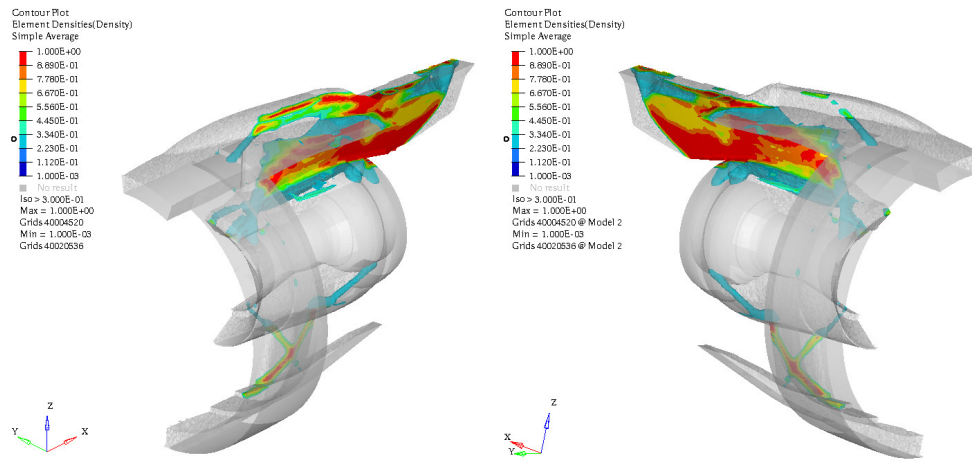 Contour Plot
Element Densities(Density)
Simple Average
1.000E+00
8.890E-01
7.780E-01
6.670E-01
5.560E-01
4.450E-01
3.340E-01
2.230E-01
1.120E-01
1.000E-03
No result
Iso > 3.000E-01
Max = 1.000E+00
Grids 40004520
Min = 1.000E-03
Grids 40020536
Z
Y
X
Contour Plot
Element Densities(Density)
Simple Average
1.000E+00
8.890E-01
7.780E-01
6.670E-01
5.560E-01
4.450E-01
3.340E-01
2.230E-01
1.120E-01
1.000E-03
No result
Iso > 3.000E-01
Max = 1.000E+00
Grids 40004520 @ Model 2
Min = 1.000E-03
Grids 40020536 @ Model 2
Z
X
Y